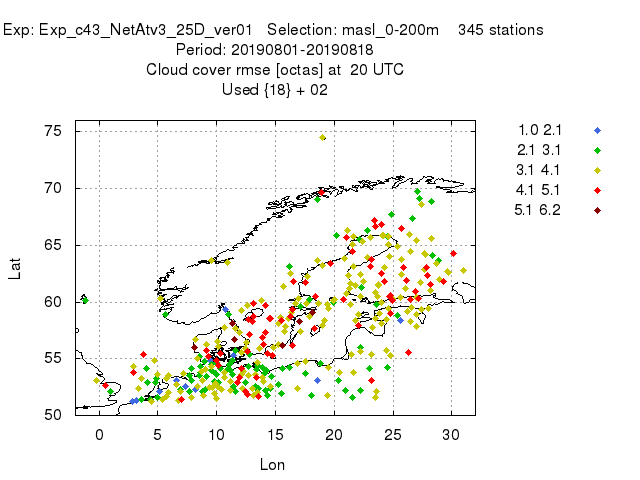 Exp: Exp_c43_NetAtv3_25D_ver01 Selection: masl_0-200m 345 stations
Period: 20190801-20190818
Cloud cover rmse [octas] at 20 UTC
Used {18} + 02
1.0 2.1
2.1 3.1
3.1 4.1
4.1 5.1
5.1 6.2
75
70
65
60
55
50
Lat
0 5 10 15 20 25 30
Lon